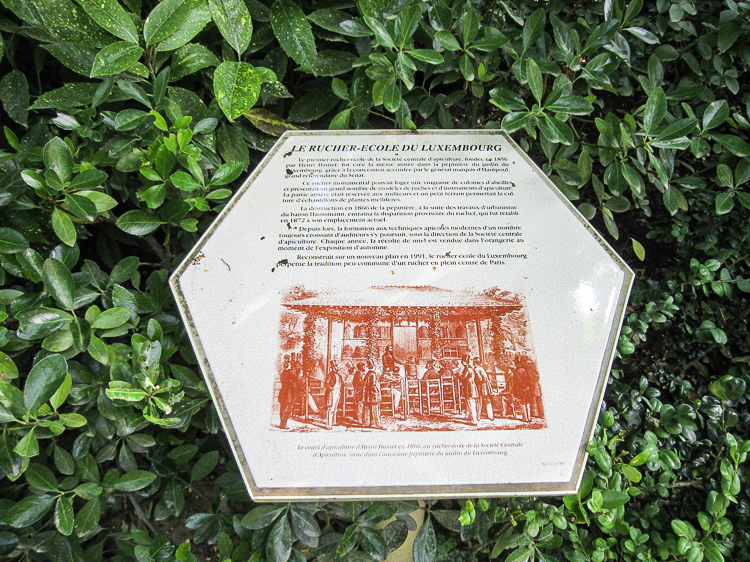 LE RUCHER-ECOLE DU LUXEMBOURG
Le premier rucher école de la Société centrale d'apiculture, fondée en 1856
par Henri Hamet, fut créé la même année dans la pépinière du jardin du
Luxembourg, grâce à la concession accordée par le général marquis d'Hautpoul,
grand référendaire du Sénat.
Ce rucher monumental pouvait loger une vingtaine de colonies d'abeilles
et présentait un grand nombre de modèles de ruches et d'instruments d'apiculture.
La partie arrière était réservée aux auditeurs et un petit terrain permettait la
culture d'échantillons de plantes mellifères.
La destruction en 1866 de la pépinière, à la suite des travaux d'urbanisme
du baron Haussmann, entraîna la disparition provisoire du rucher, qui fut rétabli
en 1872 à son emplacement actuel.
Depuis lors, la formation aux techniques apicoles modernes d'un nombre
toujours croissant d'auditeurs s'y poursuit, sous la direction de la Société centrale
d'apiculture. Chaque année, la récolte de miel est vendue dans l'orangerie au
moment de l'exposition d'automne.
Reconstruit sur un nouveau plan en 1991, le rucher-école du Luxembourg
perpétue la tradition peu commune d'un rucher en plein centre de Paris.
Le cours d'apiculture d'Henri Hamet en 1866, au rucher-école de la Société Centrale
d'Apiculture, situé dans l'ancienne pépinière du jardin du Luxembourg.